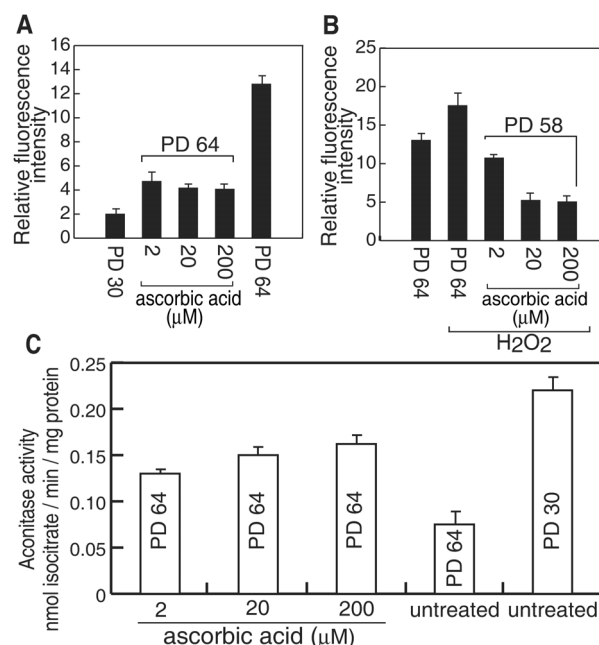 A
Relative fluorescence
intensity
16
14
12
10
8
6
4
2
0
PD 64
PD 30
2
20
200
PD 64
ascorbic acid
(μM)
B
Relative fluorescence
intensity
25
20
15
10
5
0
PD 58
PD 64
PD 64
2
20
200
ascorbic acid
(μM)
H2O2
C
Aconitase activity
nmol isocitrate / min / mg protein
0.25
0.20
0.15
0.10
0.05
0
PD 64
PD 64
PD 64
PD 64
PD 30
2
20
200
untreated
untreated
ascorbic acid (μM)